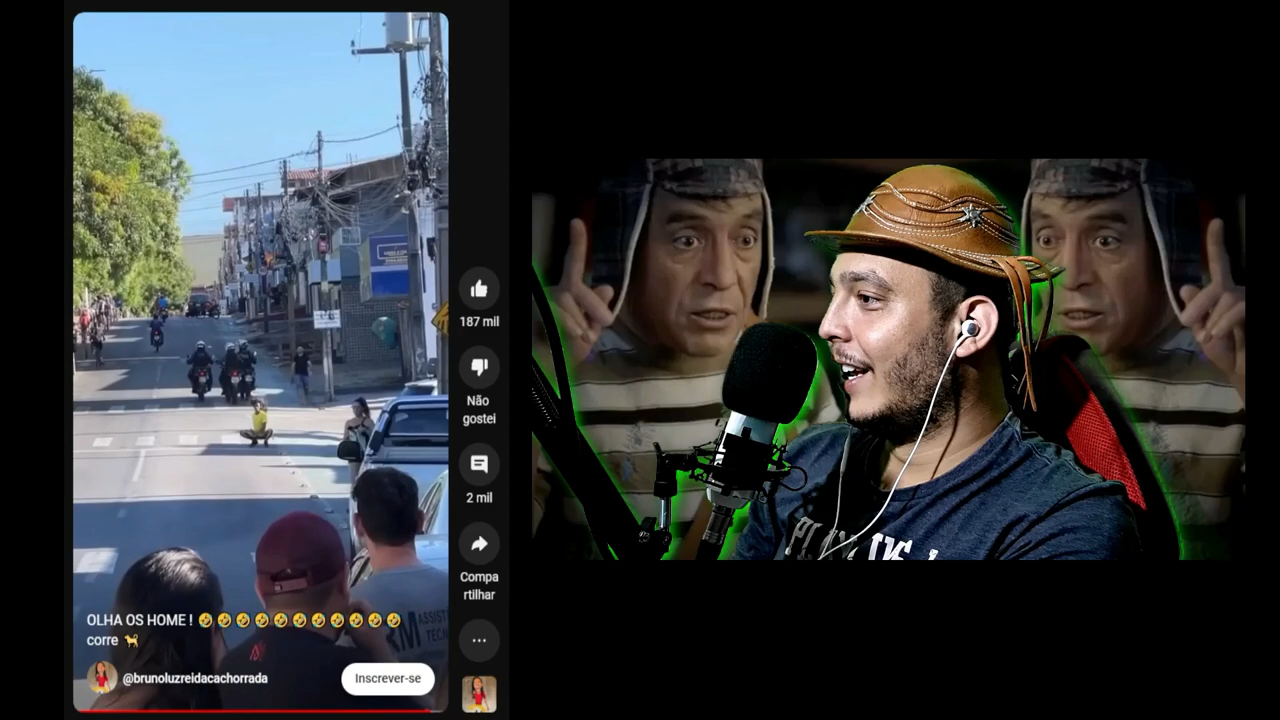 187 mil
Não
gostei
2 mil
Compa
rtilhar
OLHA OS HOME ! 🤣🤣🤣🤣🤣🤣🤣🤣🤣🤣🤣
corre 🐕
@brunoluzreidacachorrada
Inscrever-se